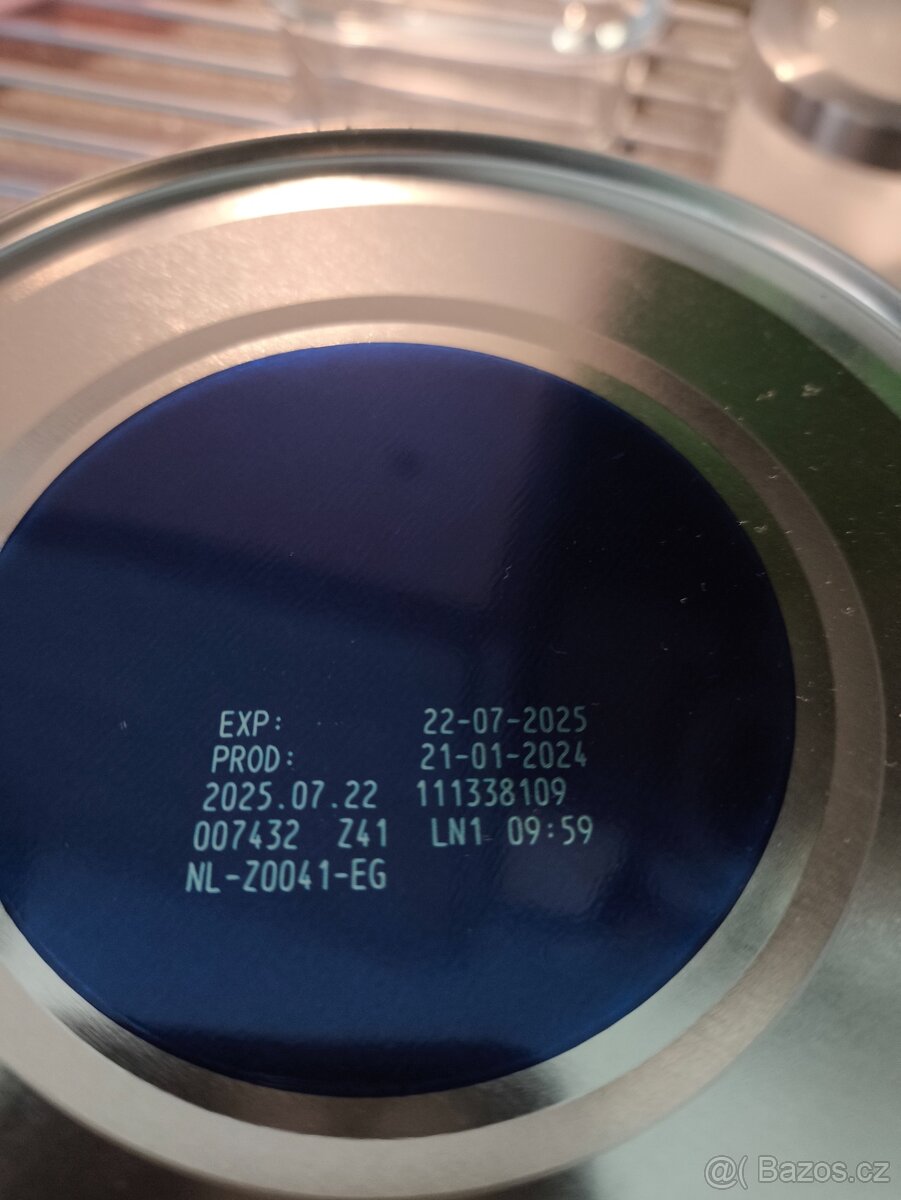 EXP: 22-07-2025
PROD: 21-01-2024
2025.07.22 111338109
007432 Z41 LN1 09:59
NL-Z0041-EG
@( Bazos.cz